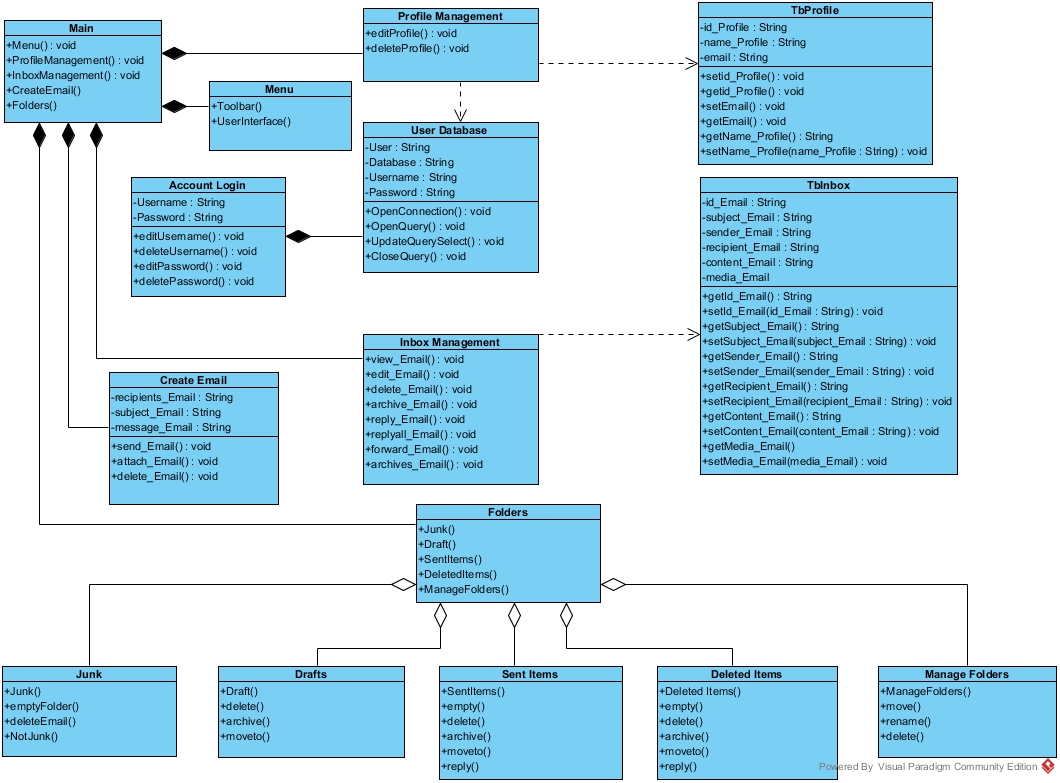 Main
+Menu() : void
+ProfileManagement() : void
+InboxManagement() : void
+CreateEmail()
+Folders()
Profile Management
+editProfile() : void
+deleteProfile() : void
TbProfile
-id_Profile : String
-name_Profile : String
-email : String
+setid_Profile() : void
+getid_Profile() : void
+setEmail() : void
+getEmail() : void
+getName_Profile() : String
+setName_Profile(name_Profile : String) : void
Menu
+Toolbar()
+UserInterface()
User Database
-User : String
-Database : String
-Username : String
-Password : String
+OpenConnection() : void
+OpenQuery() : void
+UpdateQuerySelect() : void
+CloseQuery() : void
Account Login
-Username : String
-Password : String
+editUsername() : void
+deleteUsername() : void
+editPassword() : void
+deletePassword() : void
TbInbox
-id_Email : String
-subject_Email : String
-sender_Email : String
-recipient_Email : String
-content_Email : String
-media_Email
+getId_Email() : String
+setId_Email(id_Email : String) : void
+getSubject_Email() : String
+setSubject_Email(subject_Email : String) : void
+getSender_Email() : String
+setSender_Email(sender_Email : String) : void
+getRecipient_Email() : String
+setRecipient_Email(recipient_Email : String) : void
+getContent_Email() : String
+setContent_Email(content_Email : String) : void
+getMedia_Email()
+setMedia_Email(media_Email) : void
Inbox Management
+view_Email() : void
+edit_Email() : void
+delete_Email() : void
+archive_Email() : void
+reply_Email() : void
+replyall_Email() : void
+forward_Email() : void
+archives_Email() : void
Create Email
-recipients_Email : String
-subject_Email : String
-message_Email : String
+send_Email() : void
+attach_Email() : void
+delete_Email() : void
Folders
+Junk()
+Draft()
+SentItems()
+DeletedItems()
+ManageFolders()
Junk
+Junk()
+emptyFolder()
+deleteEmail()
+NotJunk()
Drafts
+Draft()
+delete()
+archive()
+moveto()
Sent Items
+SentItems()
+empty()
+delete()
+archive()
+moveto()
+reply()
Deleted Items
+Deleted Items()
+empty()
+delete()
+archive()
+moveto()
+reply()
Manage Folders
+ManageFolders()
+move()
+rename()
+delete()
Powered By Visual Paradigm Community Edition